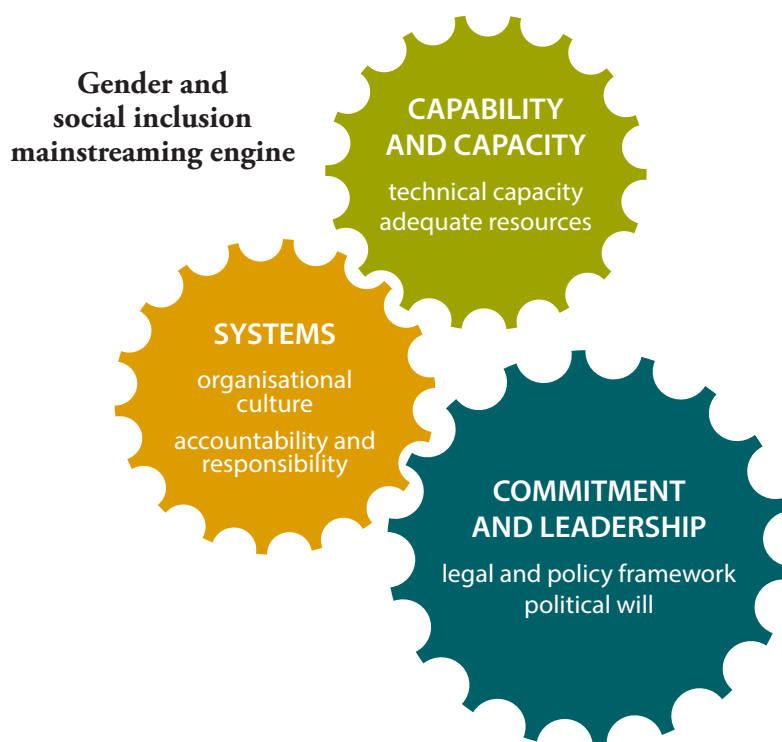 Gender and
social inclusion
mainstreaming engine
CAPABILITY
AND CAPACITY
technical capacity
adequate resources
SYSTEMS
organisational
culture
accountability and
responsibility
COMMITMENT
AND LEADERSHIP
legal and policy framework
political will